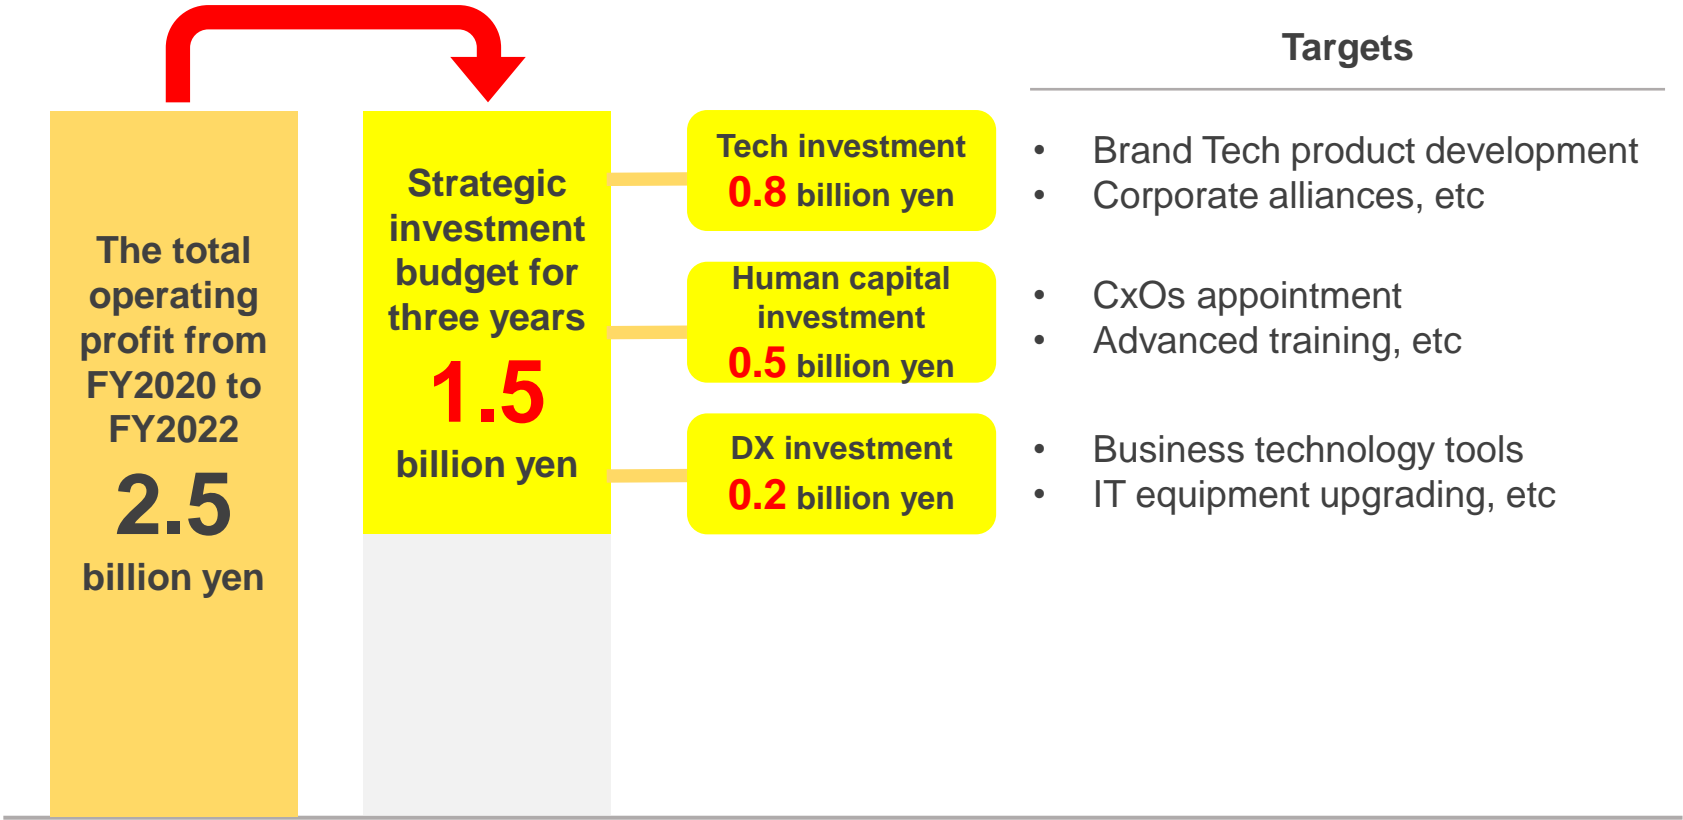 The total
operating
profit from
FY2020 to
FY2022
2.5
billion yen
Strategic
investment
budget for
three years
1.5
billion yen
Tech investment
0.8 billion yen
Human capital
investment
0.5 billion yen
DX investment
0.2 billion yen
Targets
• Brand Tech product development
• Corporate alliances, etc
• CxOs appointment
• Advanced training, etc
• Business technology tools
• IT equipment upgrading, etc